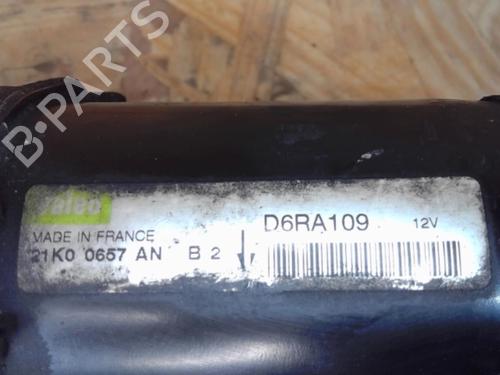 Valeo
MADE IN FRANCE
21K0 0657 AN B 2
D6RA109 12V
B-PARTS